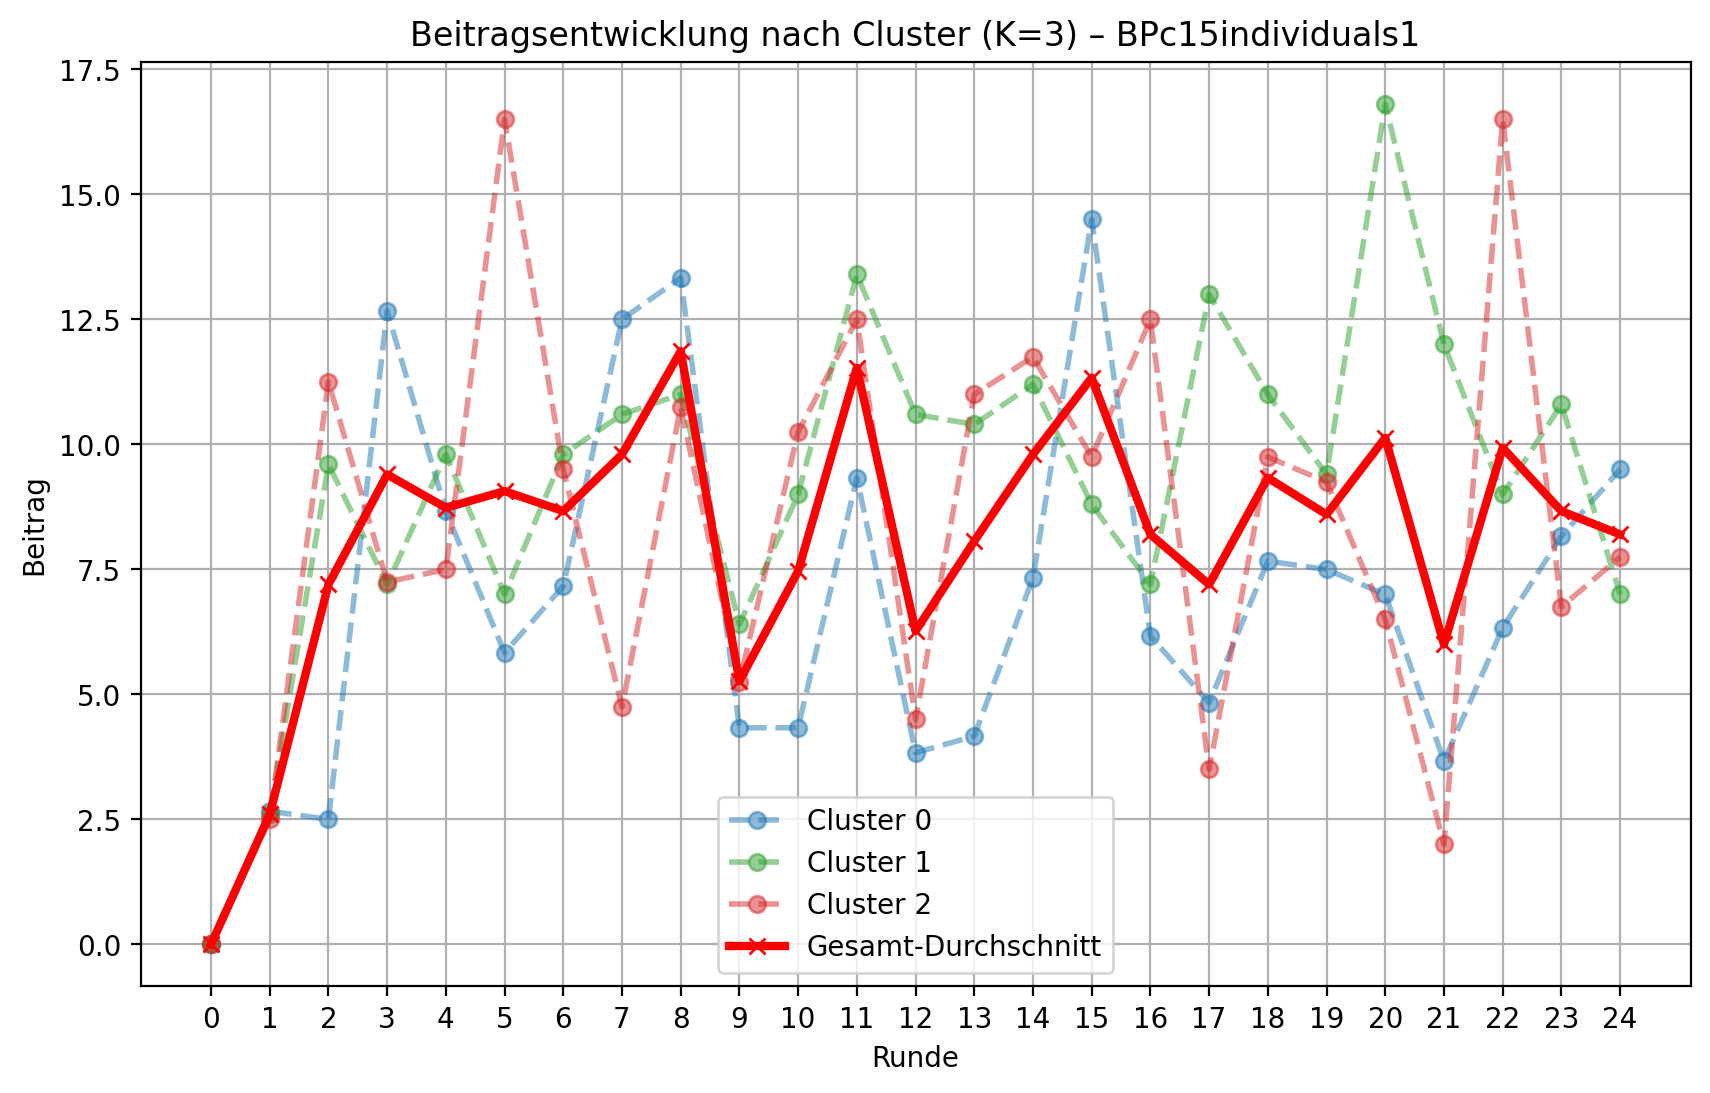 Beitragsentwicklung nach Cluster (K=3) – BPc15individuals1
17.5
15.0
12.5
10.0
7.5
5.0
2.5
0.0
Beitrag
Cluster 0
Cluster 1
Cluster 2
Gesamt-Durchschnitt
0 1 2 3 4 5 6 7 8 9 10 11 12 13 14 15 16 17 18 19 20 21 22 23 24
Runde